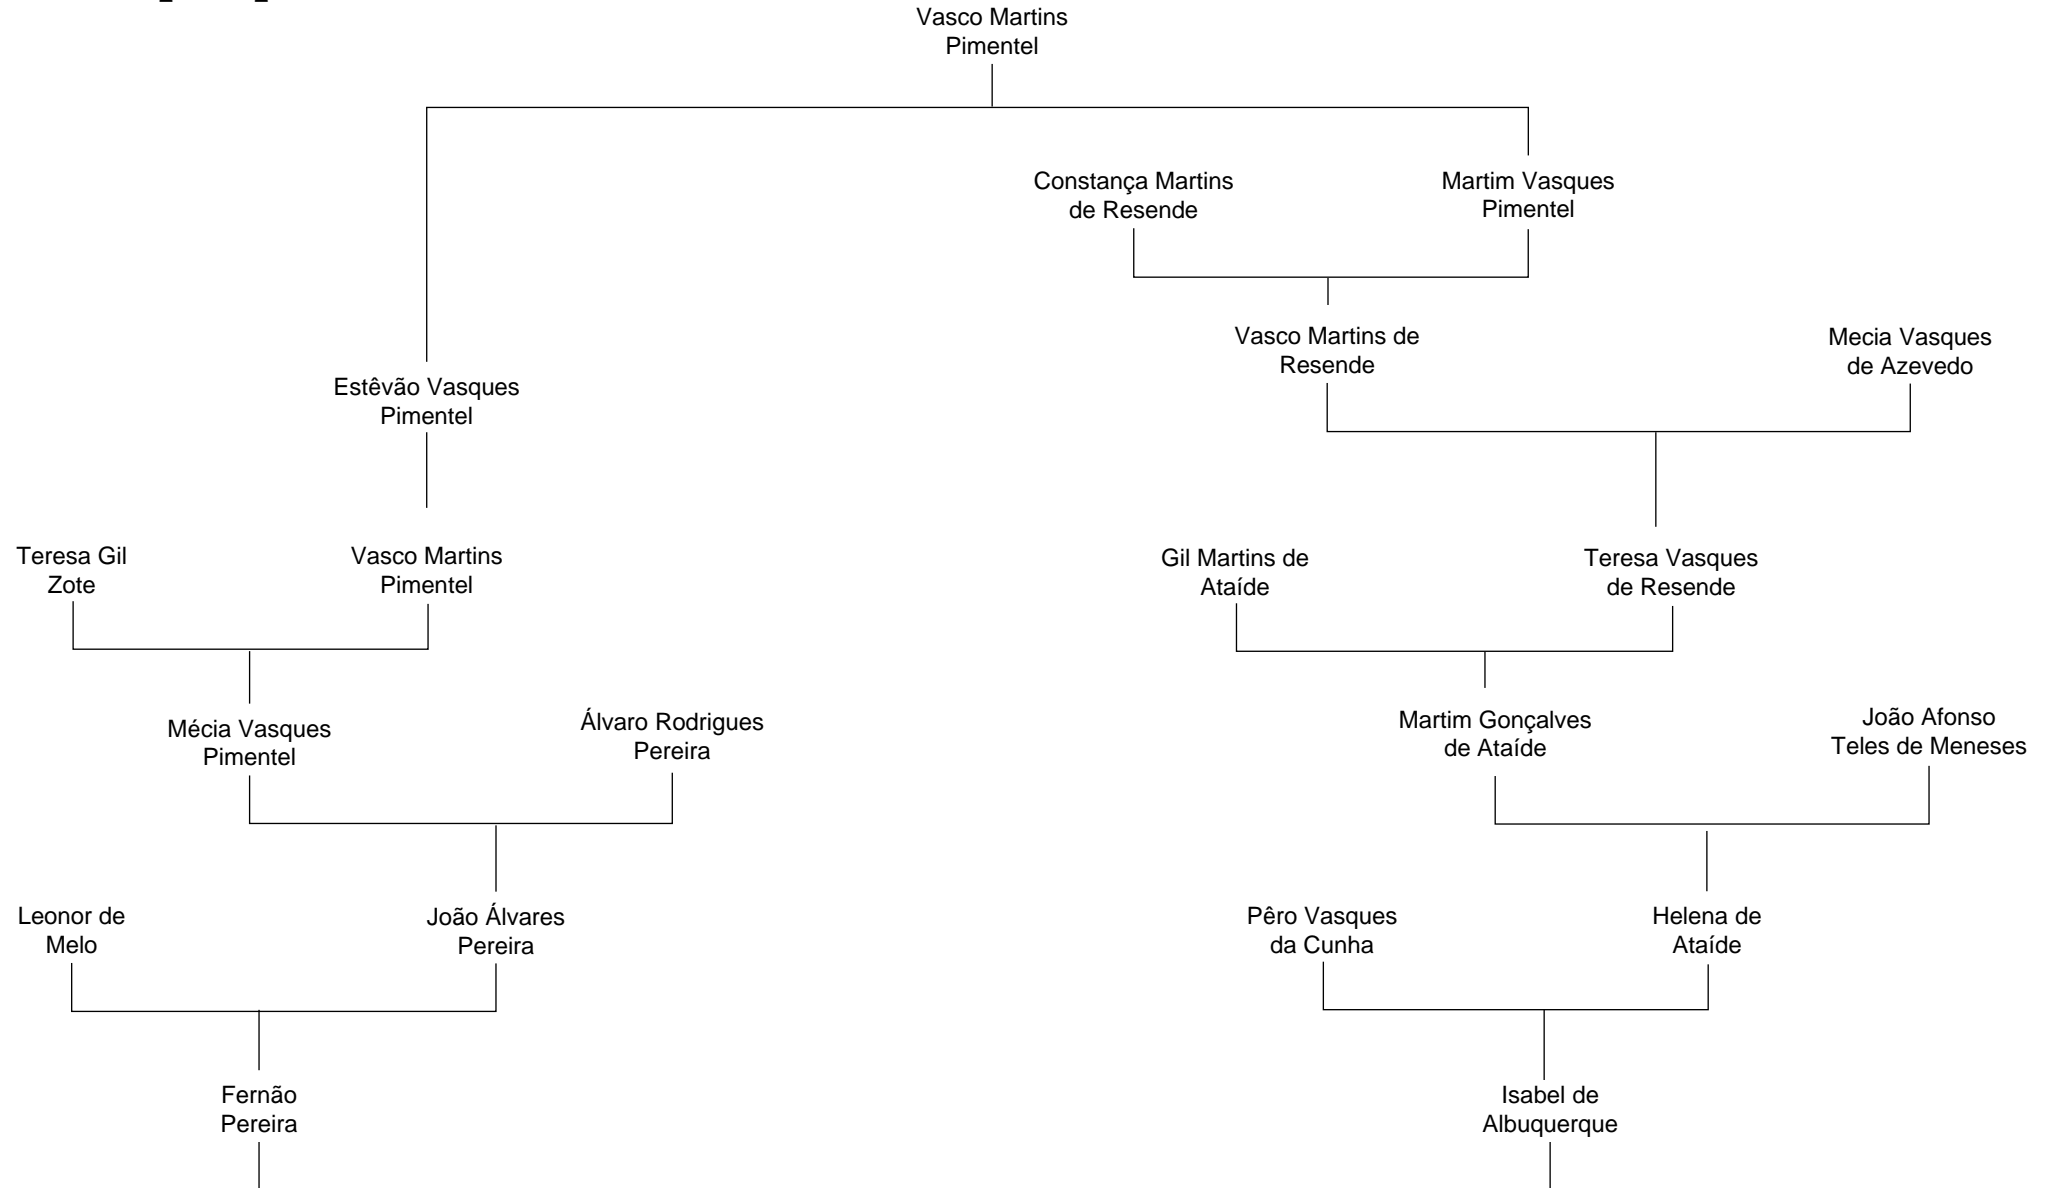 Vasco Martins
Pimentel
Constança Martins
de Resende
Martim Vasques
Pimentel
Vasco Martins de
Resende
Mecia Vasques
de Azevedo
Estêvão Vasques
Pimentel
Teresa Gil
Zote
Vasco Martins
Pimentel
Gil Martins de
Ataíde
Teresa Vasques
de Resende
Mécia Vasques
Pimentel
Álvaro Rodrigues
Pereira
Martim Gonçalves
de Ataíde
João Afonso
Teles de Meneses
Leonor de
Melo
João Álvares
Pereira
Pêro Vasques
da Cunha
Helena de
Ataíde
Fernão
Pereira
Isabel de
Albuquerque